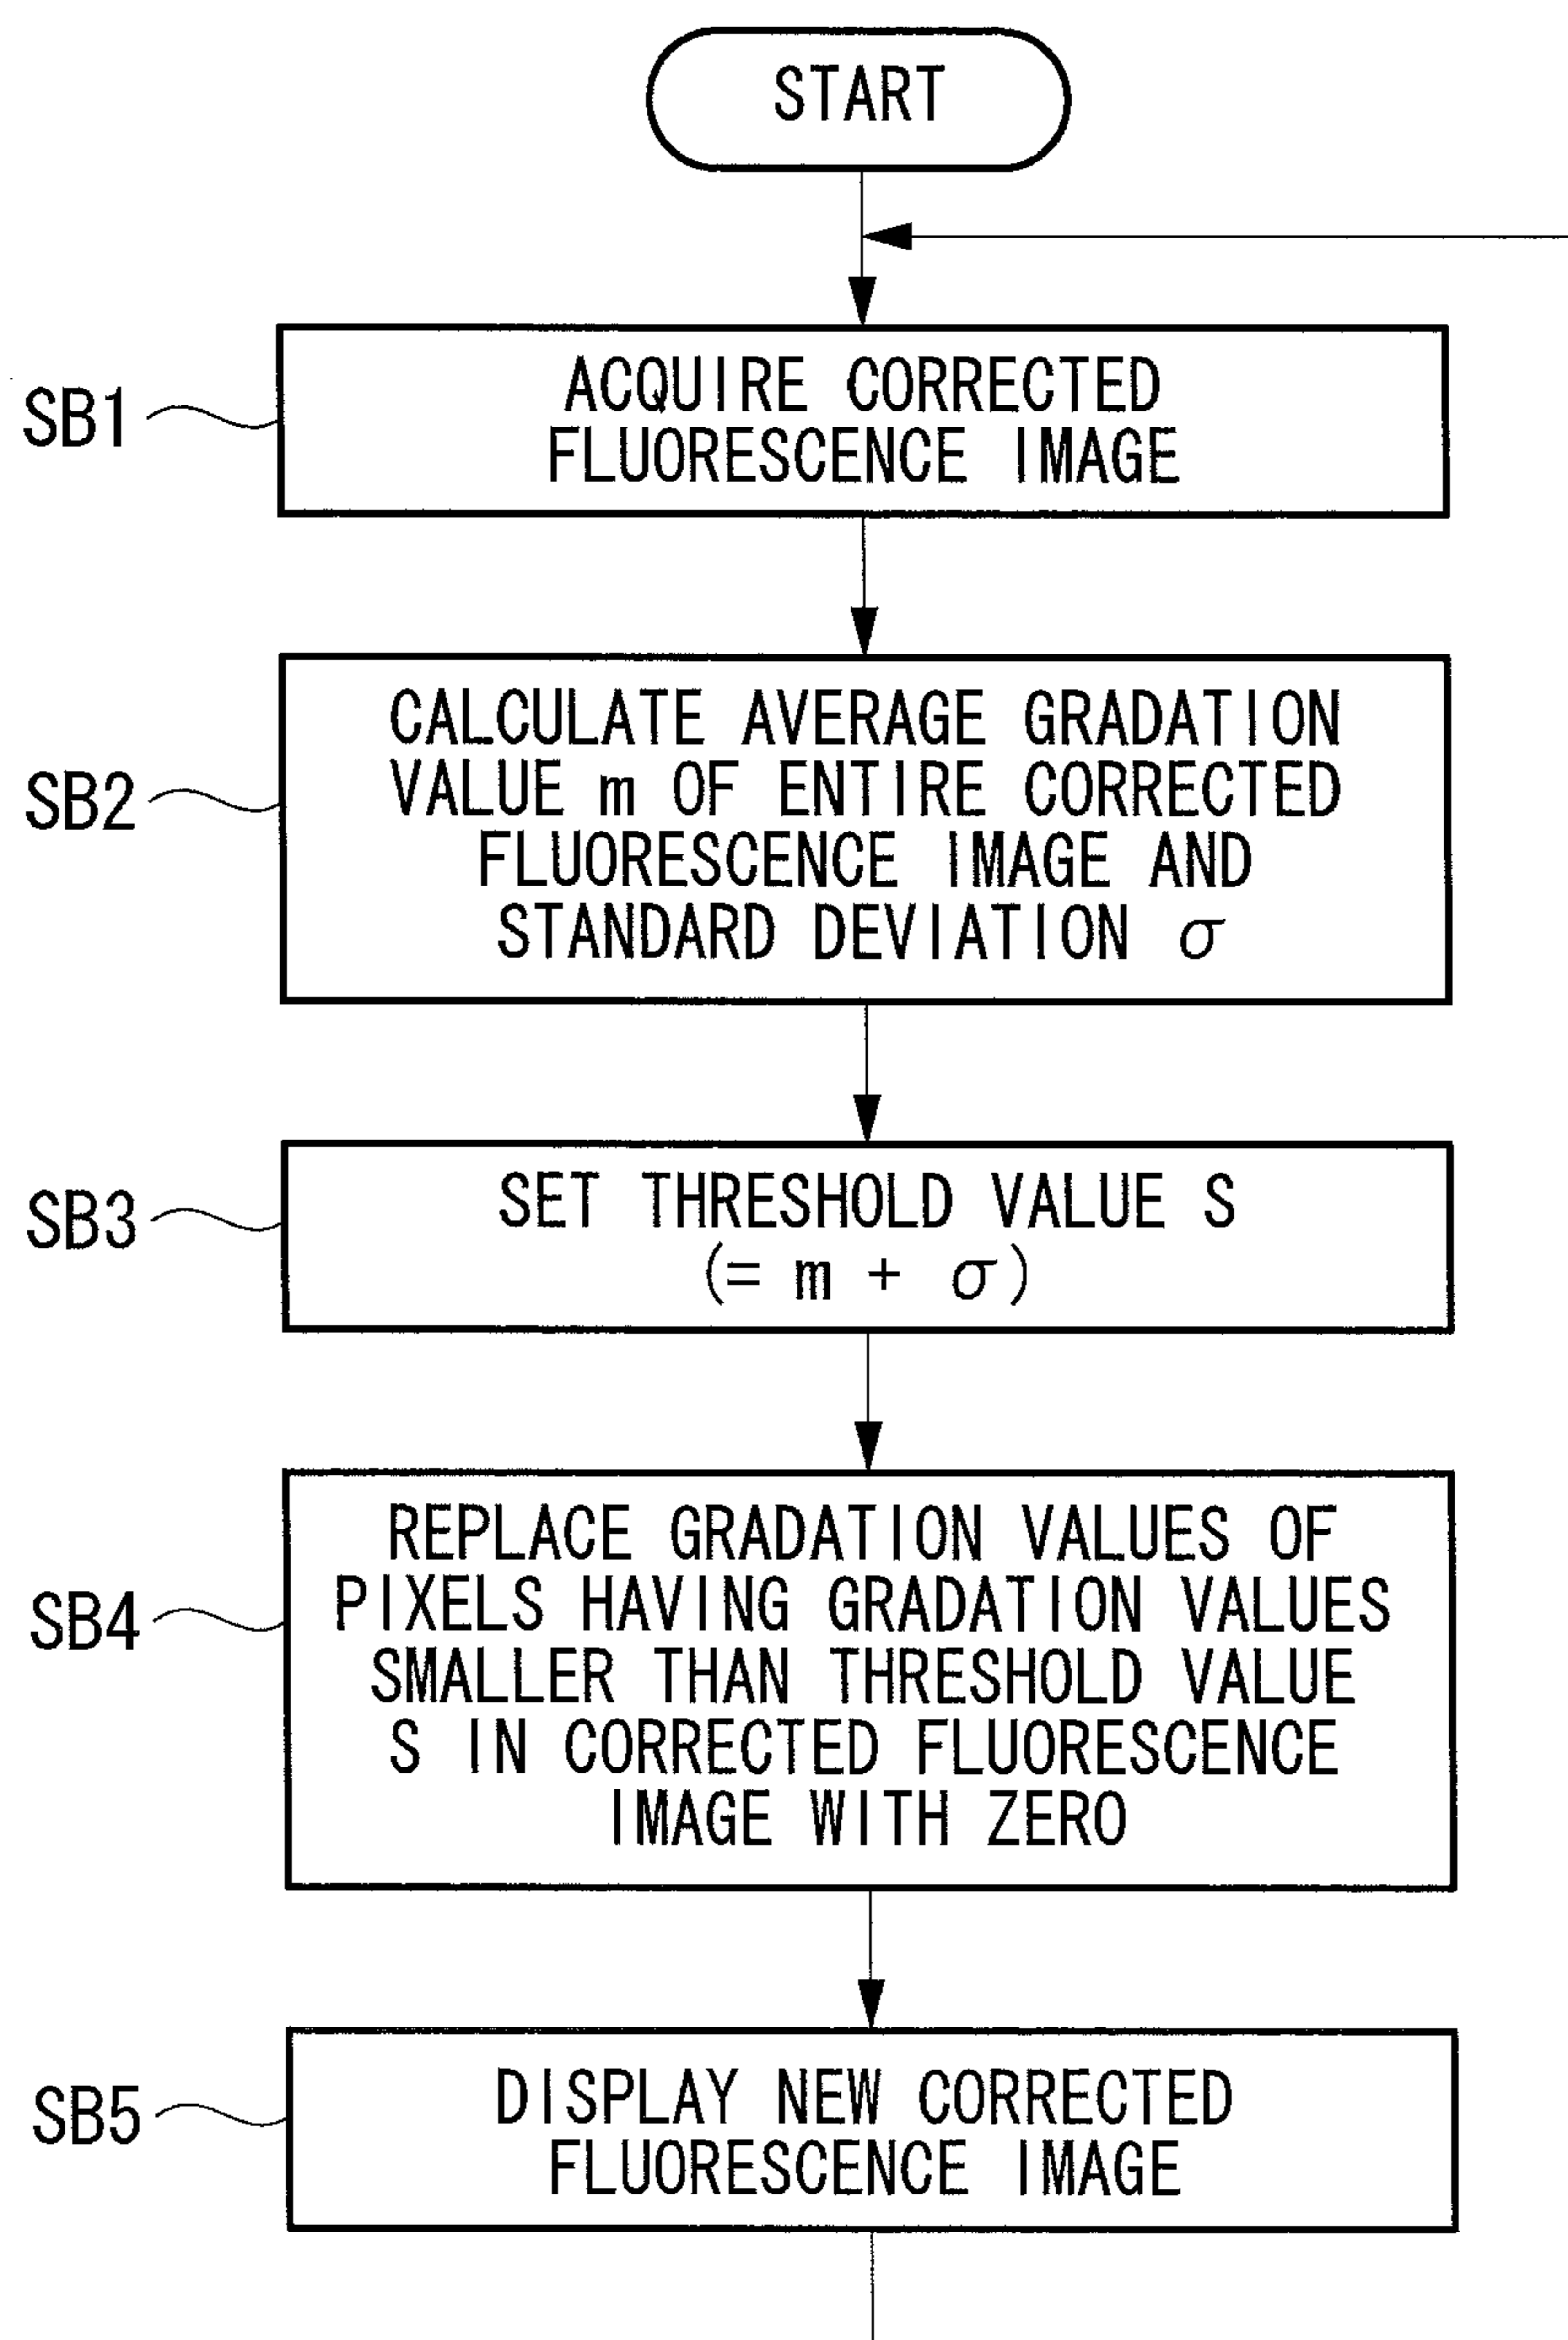 START
SB1
ACQUIRE CORRECTED
FLUORESCENCE IMAGE
SB2
CALCULATE AVERAGE GRADATION
VALUE m OF ENTIRE CORRECTED
FLUORESCENCE IMAGE AND
STANDARD DEVIATION σ
SB3
SET THRESHOLD VALUE S
(= m + σ)
SB4
REPLACE GRADATION VALUES OF
PIXELS HAVING GRADATION VALUES
SMALLER THAN THRESHOLD VALUE
S IN CORRECTED FLUORESCENCE
IMAGE WITH ZERO
SB5
DISPLAY NEW CORRECTED
FLUORESCENCE IMAGE